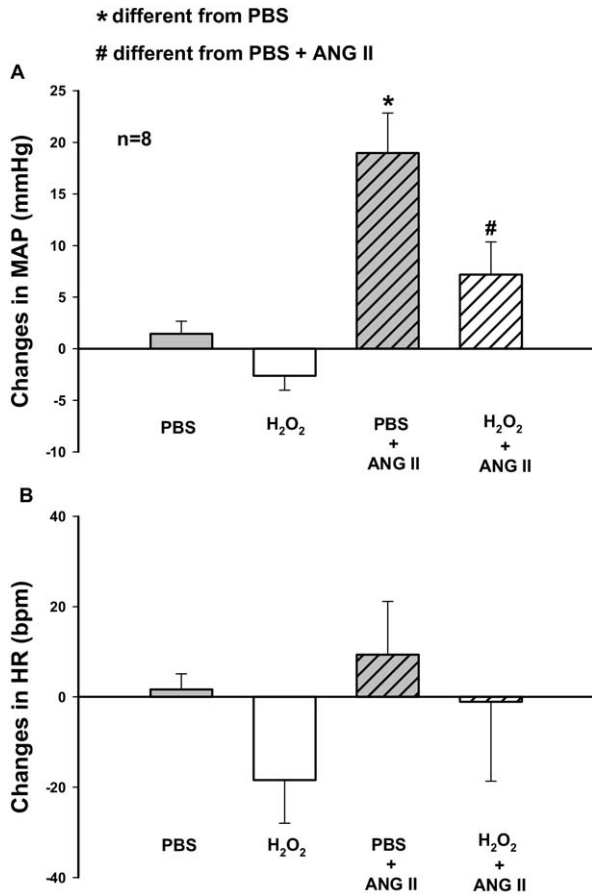 * different from PBS
# different from PBS + ANG II
A
Changes in MAP (mmHg)
25
20
15
10
5
0
-5
-10
n=8
*
#
PBS
H₂O₂
PBS
+
ANG II
H₂O₂
+
ANG II
B
Changes in HR (bpm)
40
20
0
-20
-40
PBS
H₂O₂
PBS
+
ANG II
H₂O₂
+
ANG II